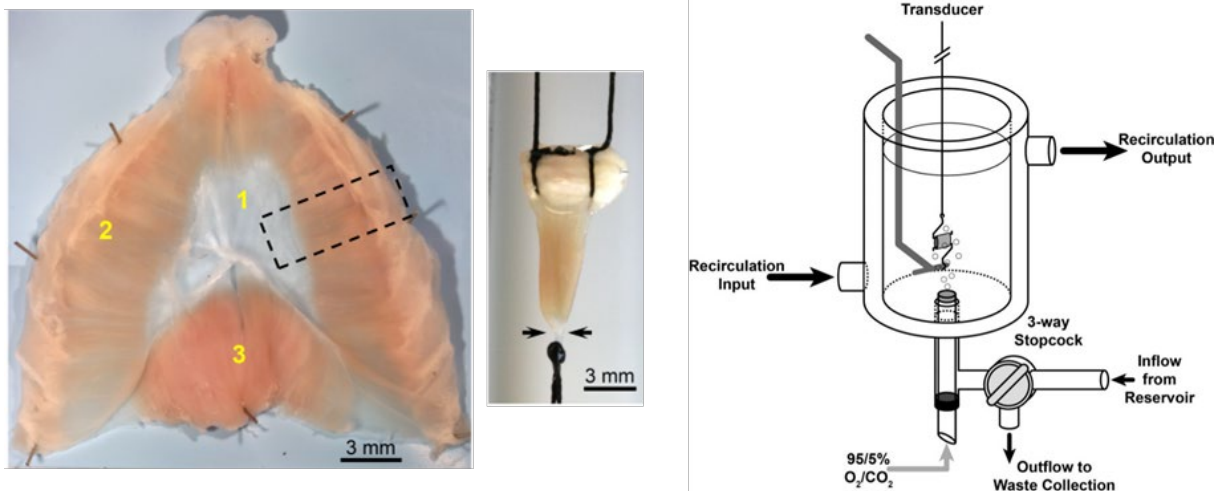 1
2
3
3 mm
3 mm
Transducer
Recirculation
Output
Recirculation
Input
3-way
Stopcock
Inflow
from
Reservoir
95/5%
O₂/CO₂
Outflow to
Waste Collection